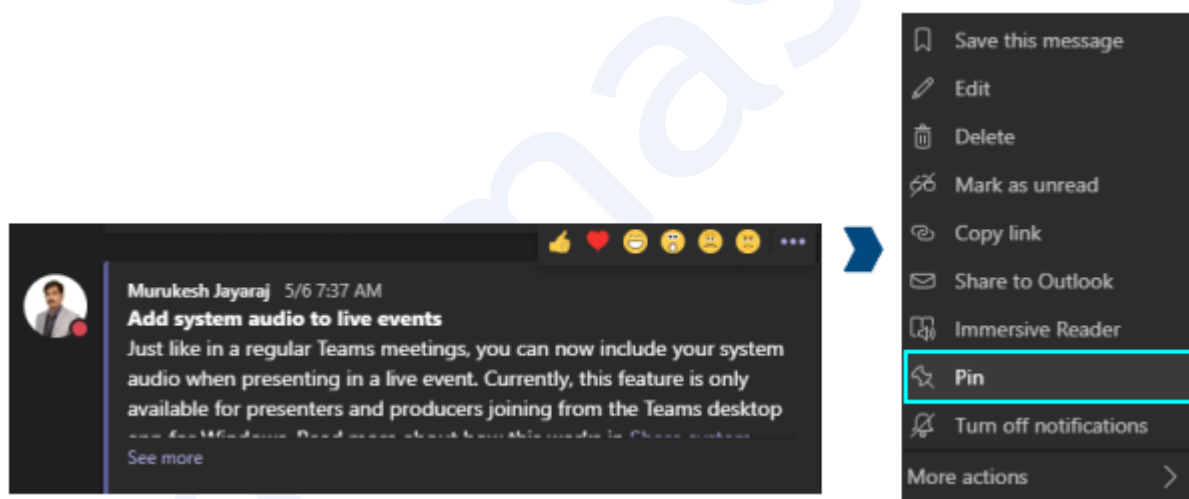 Murukesh Jayaraj 5/6 7:37 AM
Add system audio to live events
Just like in a regular Teams meetings, you can now include your system
audio when presenting in a live event. Currently, this feature is only
available for presenters and producers joining from the Teams desktop
See more
Save this message
Edit
Delete
Mark as unread
Copy link
Share to Outlook
Immersive Reader
Pin
Turn off notifications
More actions